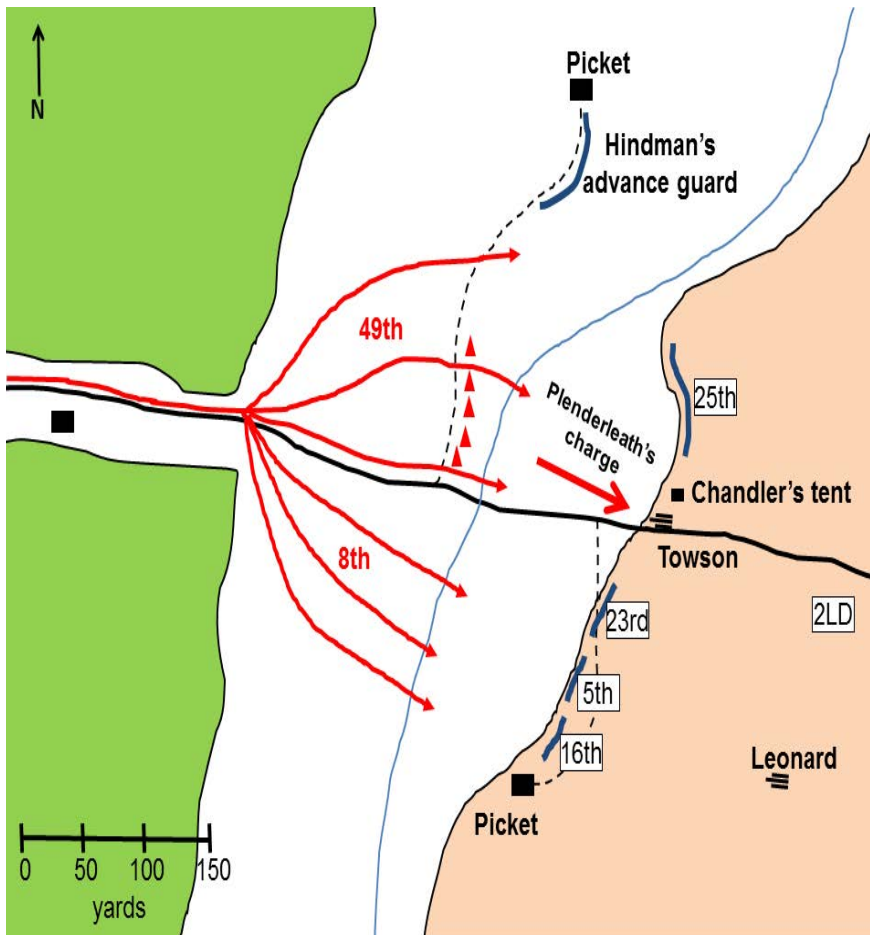 N
Picket
Hindman's
advance guard
49th
Plenderleath's
charge
25th
Chandler's tent
Towson
8th
23rd
2LD
5th
16th
Leonard
Picket
0 50 100 150
yards